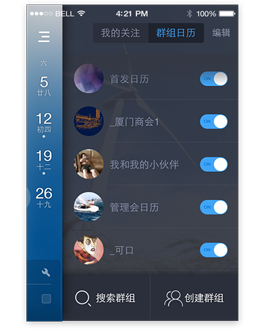 BELL 4:21 PM 100%
我的关注 群组日历 编辑
六
5
廿八
首发日历 ON
12
初四
_厦门商会1 ON
19
十二
我和我的小伙伴 ON
26
十九
管理会日历 ON
_可口 ON
搜索群组 创建群组